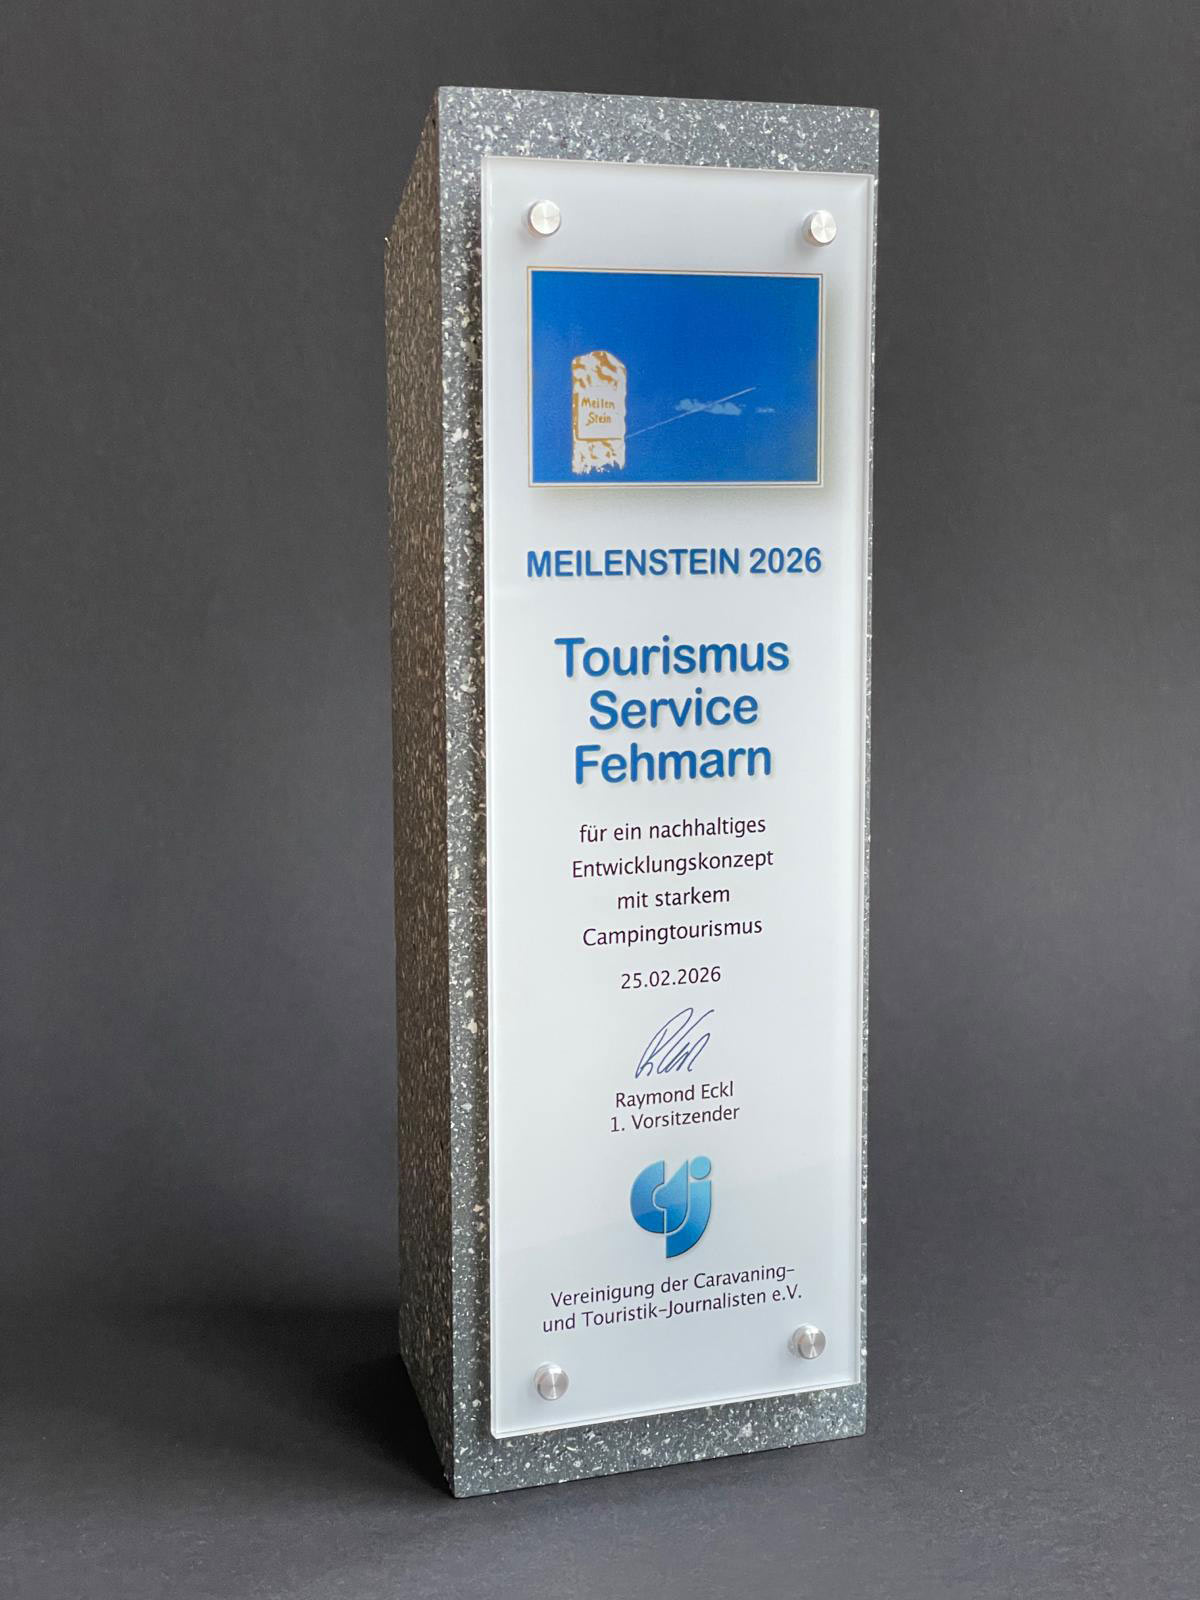 Meilen
Stein
MEILENSTEIN 2026
Tourismus
Service
Fehmarn
für ein nachhaltiges
Entwicklungskonzept
mit starkem
Campingtourismus
25.02.2026
Raymond Eckl
1. Vorsitzender
ctj
Vereinigung der Caravaning-
und Touristik-Journalisten e.V.